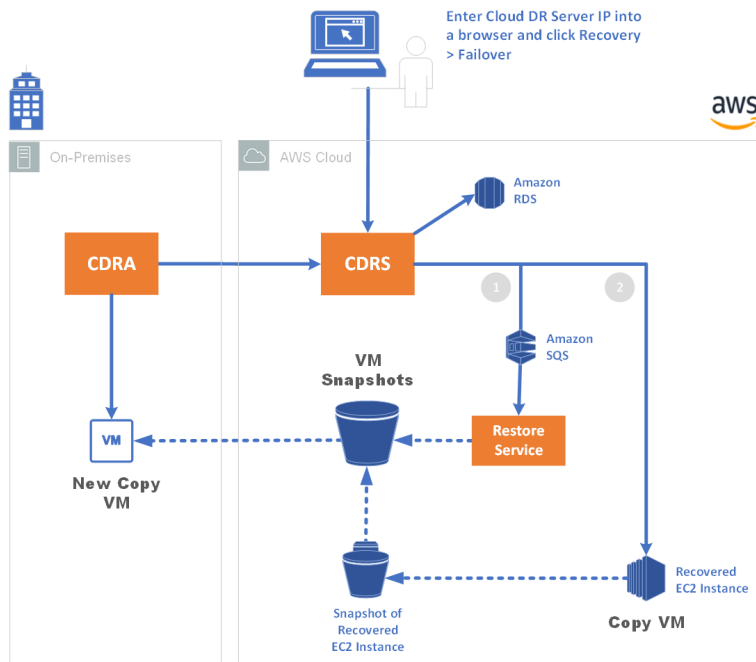 Enter Cloud DR Server IP into
a browser and click Recovery
> Failover
aws
On-Premises
AWS Cloud
Amazon
RDS
CDRA
CDRS
1
2
Amazon
SQS
VM
Snapshots
Restore
Service
VM
New Copy
VM
Recovered
EC2 Instance
Copy VM
Snapshot of
Recovered
EC2 Instance